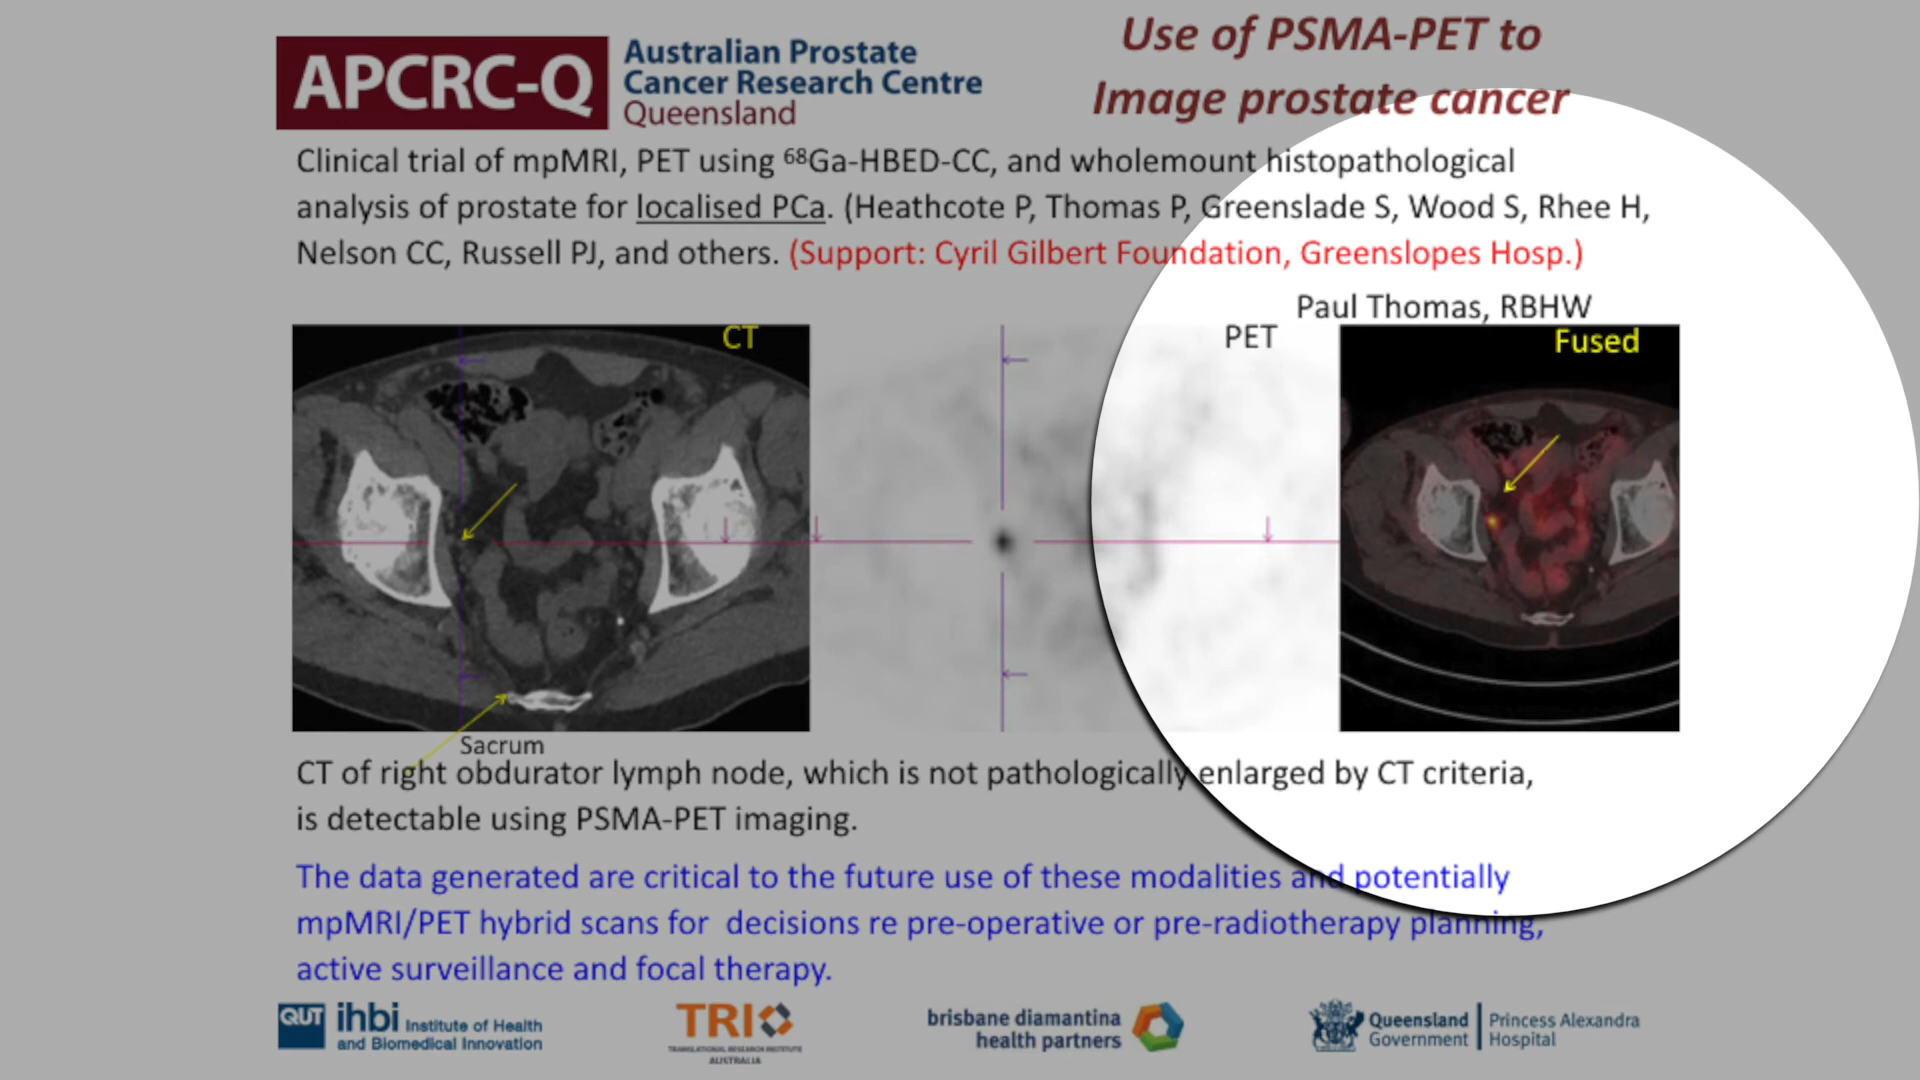 APCRC-Q
Australian Prostate
Cancer Research Centre
Queensland
Use of PSMA-PET to
Image prostate cancer
Clinical trial of mpMRI, PET using ⁶⁸Ga-HBED-CC, and wholemount histopathological
analysis of prostate for localised PCa. (Heathcote P, Thomas P, Greenslade S, Wood S, Rhee H,
Nelson CC, Russell PJ, and others. (Support: Cyril Gilbert Foundation, Greenslopes Hosp.)
Paul Thomas, RBHW
CT
PET
Fused
Sacrum
CT of right obdurator lymph node, which is not pathologically enlarged by CT criteria,
is detectable using PSMA-PET imaging.
The data generated are critical to the future use of these modalities and potentially
mpMRI/PET hybrid scans for decisions re pre-operative or pre-radiotherapy planning,
active surveillance and focal therapy.
QUT ihbi Institute of Health
and Biomedical Innovation
TRI
TRANSLATIONAL RESEARCH INSTITUTE
AUSTRALIA
brisbane diamantina
health partners
Queensland
Government
Princess Alexandra
Hospital